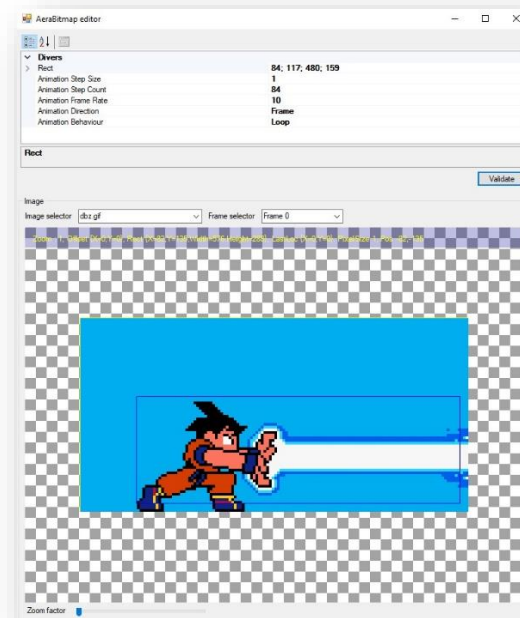 AeraBitmap editor
Divers
Rect 84; 117; 480; 159
Animation Step Size 1
Animation Step Count 84
Animation Frame Rate 10
Animation Direction Frame
Animation Behaviour Loop
Rect
Validate
Image
Image selector dbz.gif Frame selector Frame 0
Zoom factor